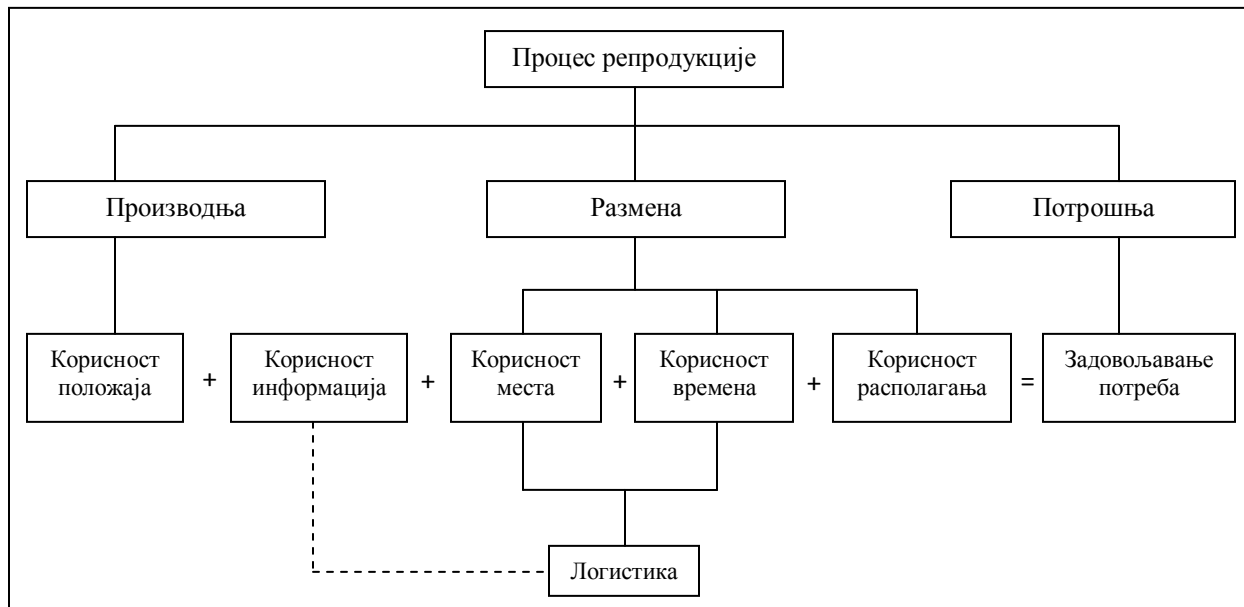 Процес репродукције
Производња
Размена
Потрошња
Корисност
положаја
+
Корисност
информација
+
Корисност
места
+
Корисност
времена
+
Корисност
располагања
=
Задовољавање
потреба
Логистика